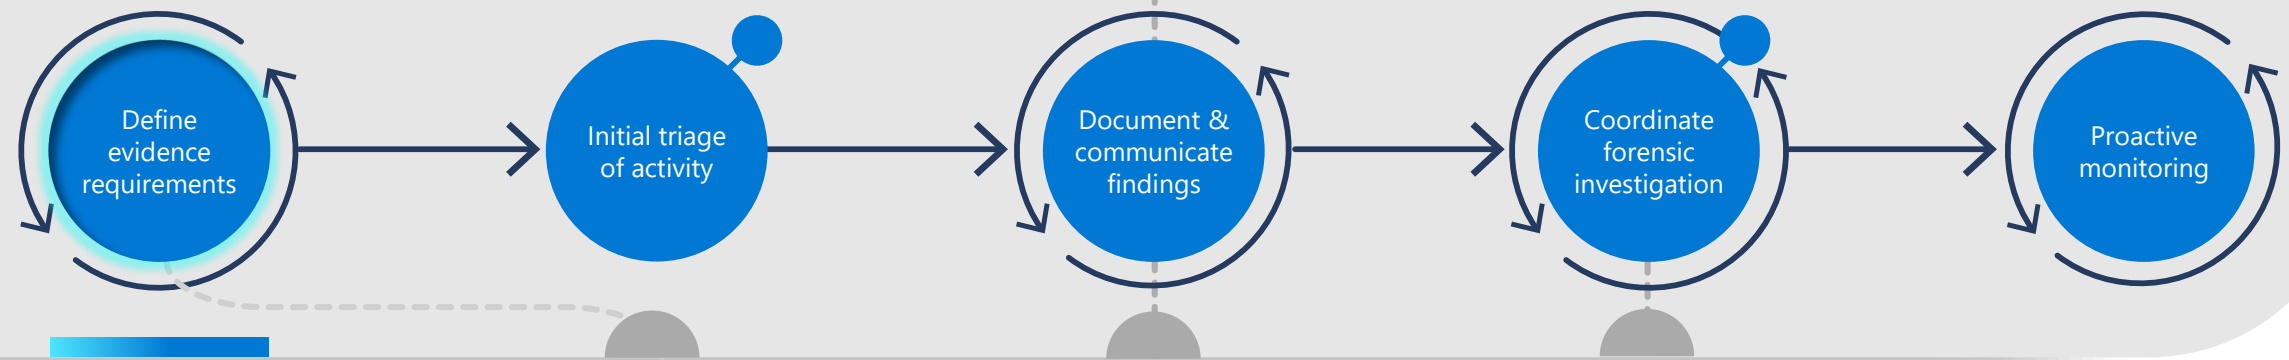 Define
evidence
requirements
Initial triage
of activity
Document &
communicate
findings
Coordinate
forensic
investigation
Proactive
monitoring